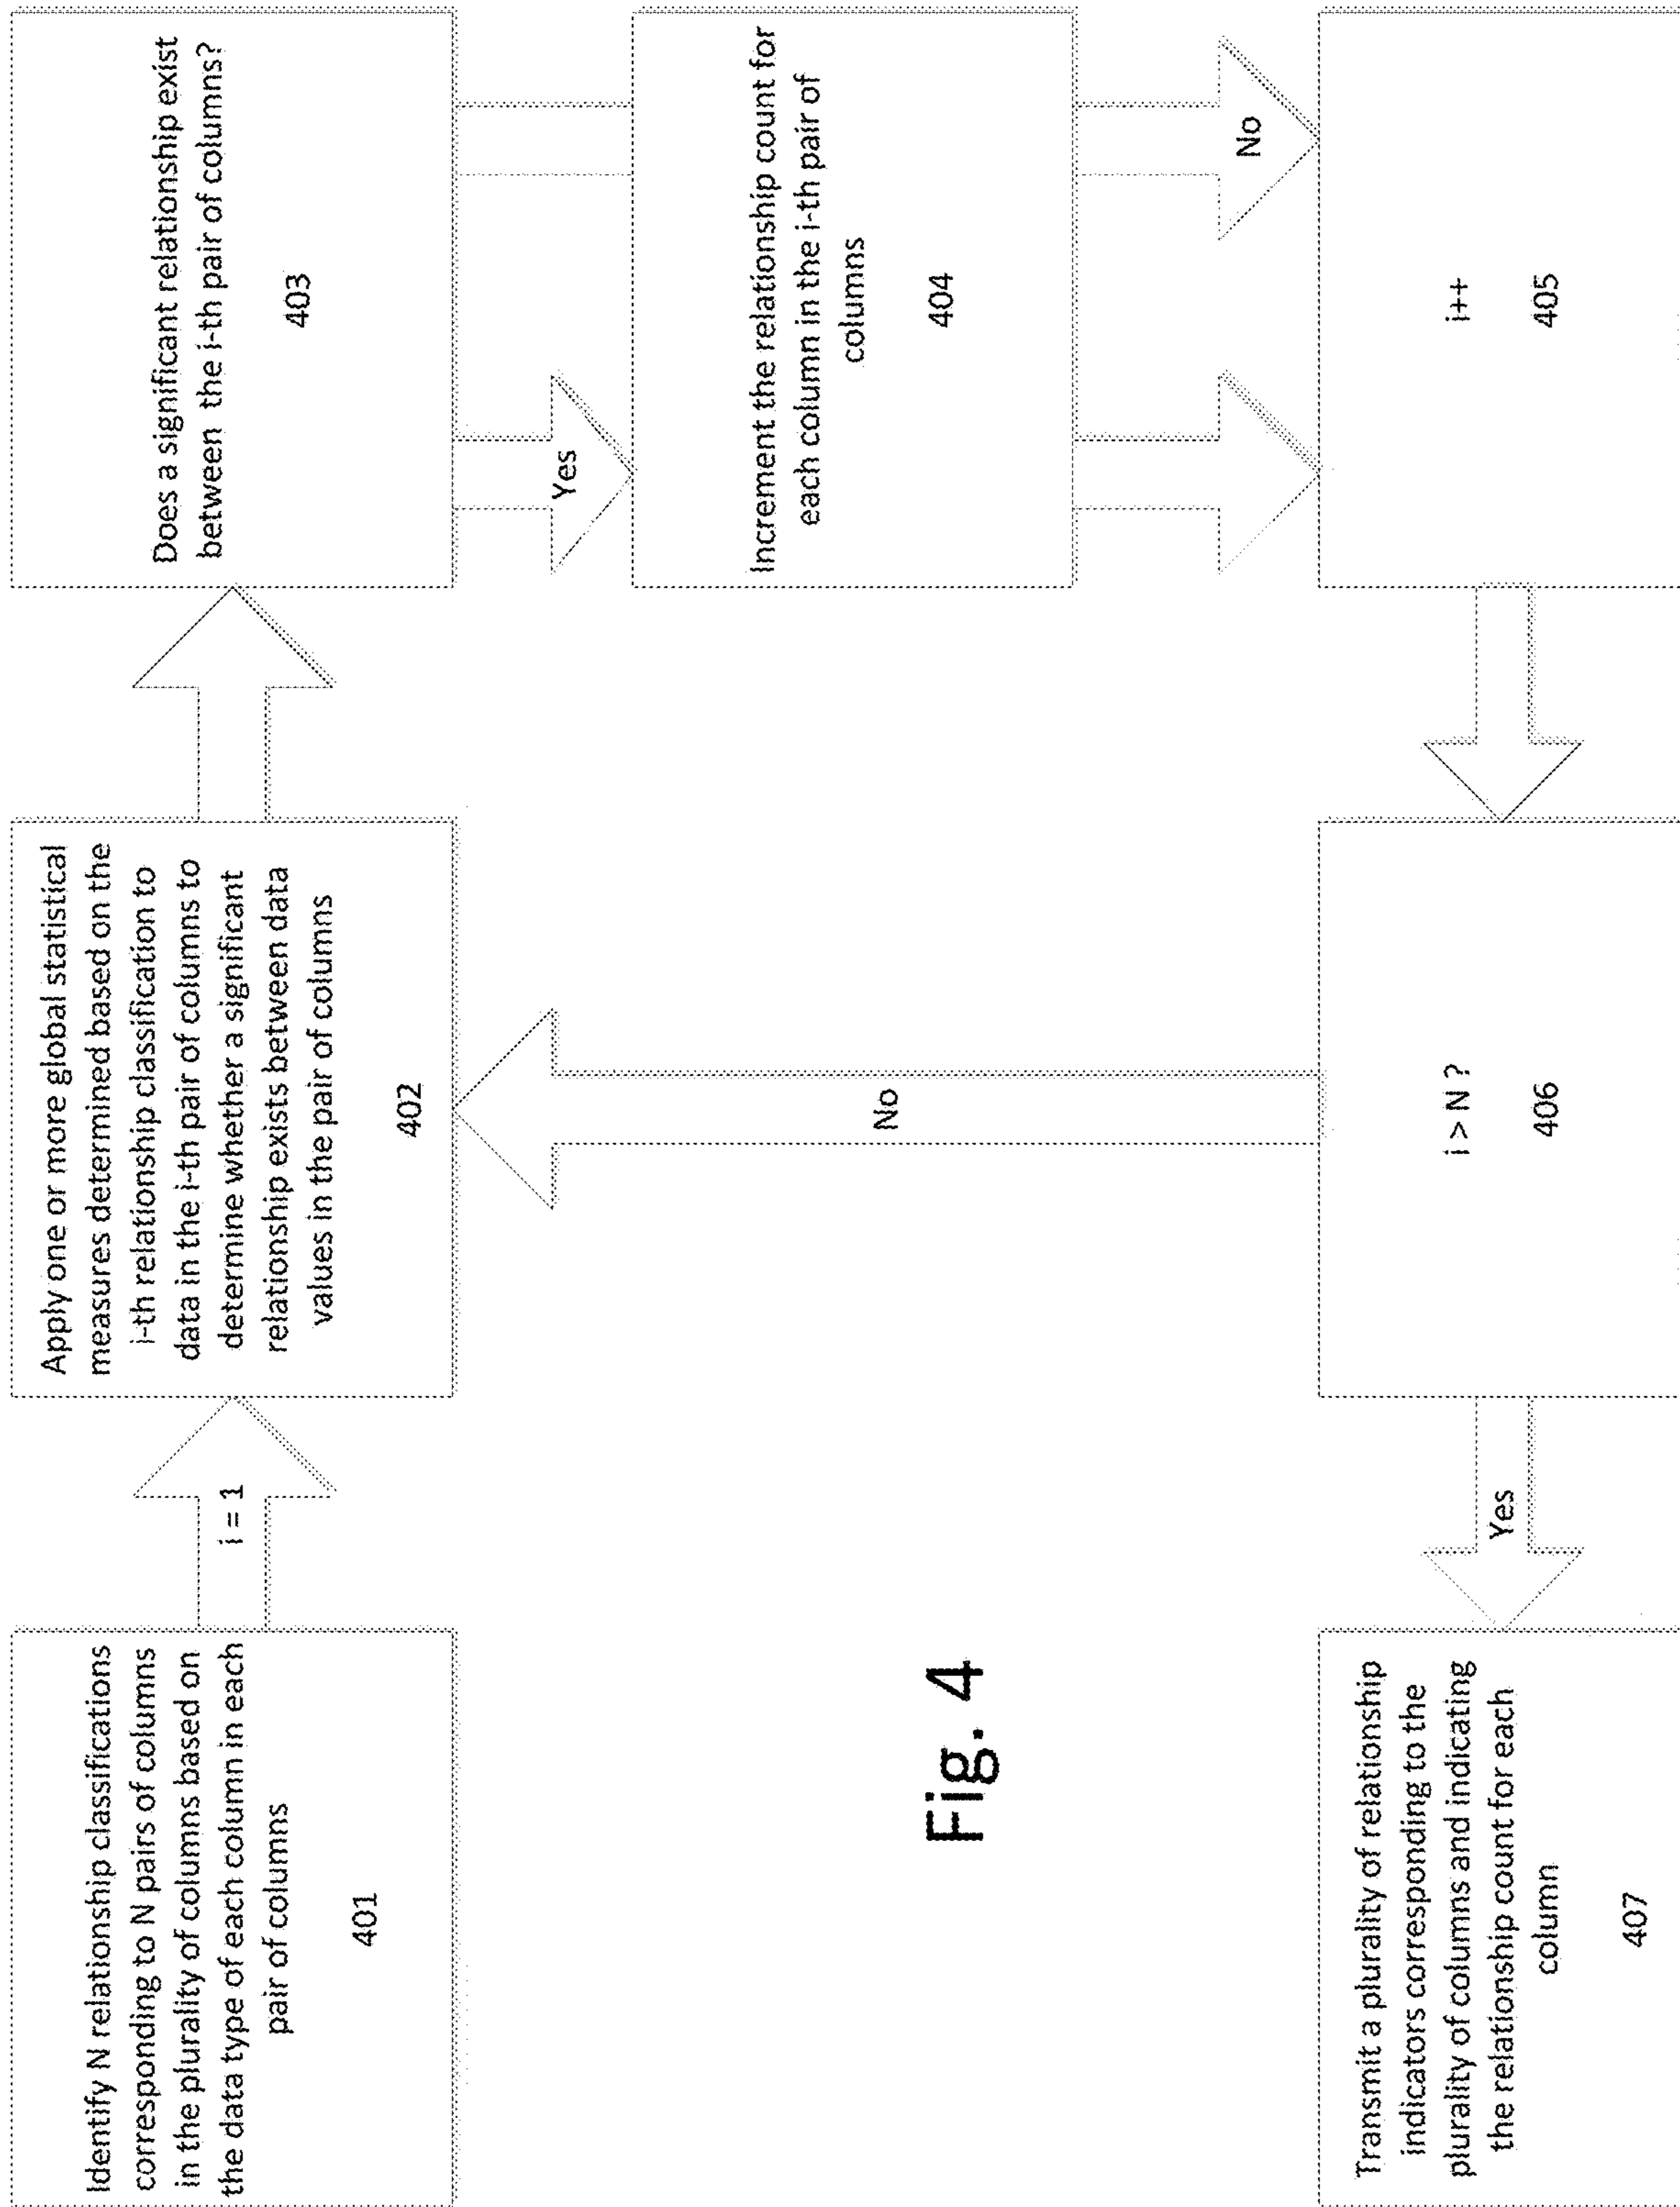 Identify N relationship classifications
corresponding to N pairs of columns
in the plurality of columns based on
the data type of each column in each
pair of columns
401
i = 1
Apply one or more global statistical
measures determined based on the
i-th relationship classification to
data in the i-th pair of columns to
determine whether a significant
relationship exists between data
values in the pair of columns
402
Does a significant relationship exist
between the i-th pair of columns?
403
Yes
Increment the relationship count for
each column in the i-th pair of
columns
404
No
i++
405
i > N ?
406
No
Yes
Transmit a plurality of relationship
indicators corresponding to the
plurality of columns and indicating
the relationship count for each
column
407
Fig. 4